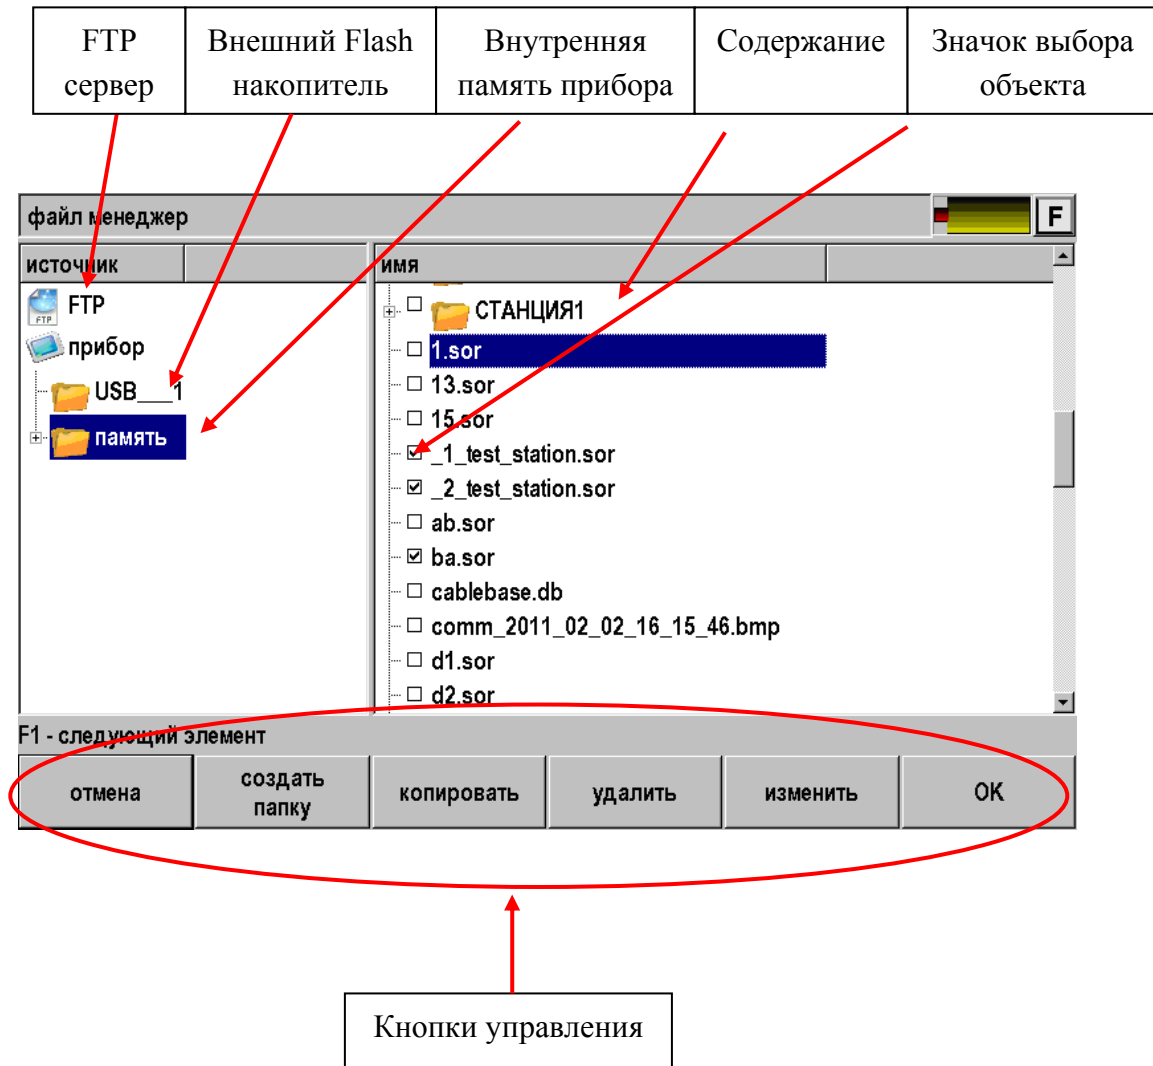 FTP
сервер
Внешний Flash
накопитель
Внутренняя
память прибора
Содержание
Значок выбора
объекта
файл менеджер
F
источник
имя
FTP
FTP
прибор
USB___1
память
СТАНЦИЯ1
1.sor
13.sor
15.sor
_1_test_station.sor
_2_test_station.sor
ab.sor
ba.sor
cablebase.db
comm_2011_02_02_16_15_46.bmp
d1.sor
d2.sor
F1 - следующий элемент
отмена
создать
папку
копировать
удалить
изменить
OK
Кнопки управления